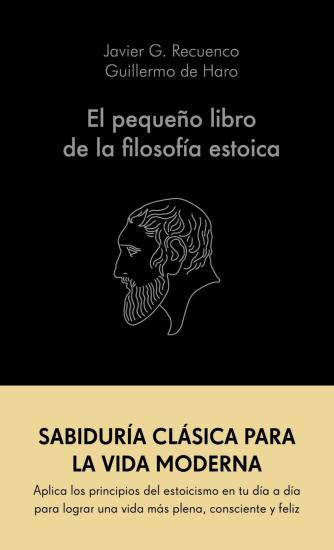 Javier G. Recuenco
Guillermo de Haro
El pequeño libro
de la filosofía estoica
SABIDURÍA CLÁSICA PARA
LA VIDA MODERNA
Aplica los principios del estoicismo en tu día a día
para lograr una vida más plena, consciente y feliz